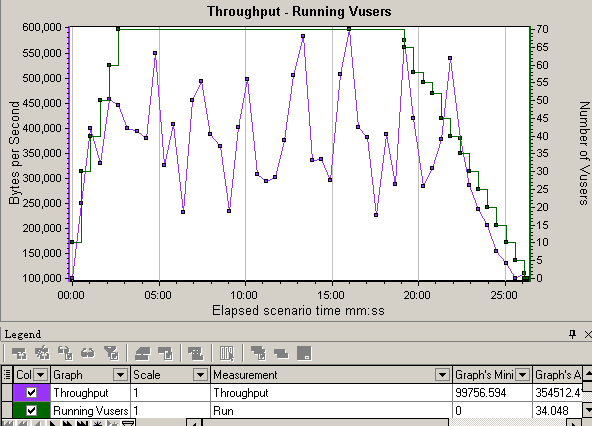 Throughput - Running Vusers
600,000
550,000
500,000
450,000
400,000
350,000
300,000
250,000
200,000
150,000
100,000
Bytes per Second
70
65
60
55
50
45
40
35
30
25
20
15
10
5
0
Number of Vusers
00:00 05:00 10:00 15:00 20:00 25:00
Elapsed scenario time mm:ss
Legend
Col Graph Scale Measurement Graph's Mini Graph's A
Throughput 1 Throughput 99756.594 354512.4
Running Vusers 1 Run 0 34.048